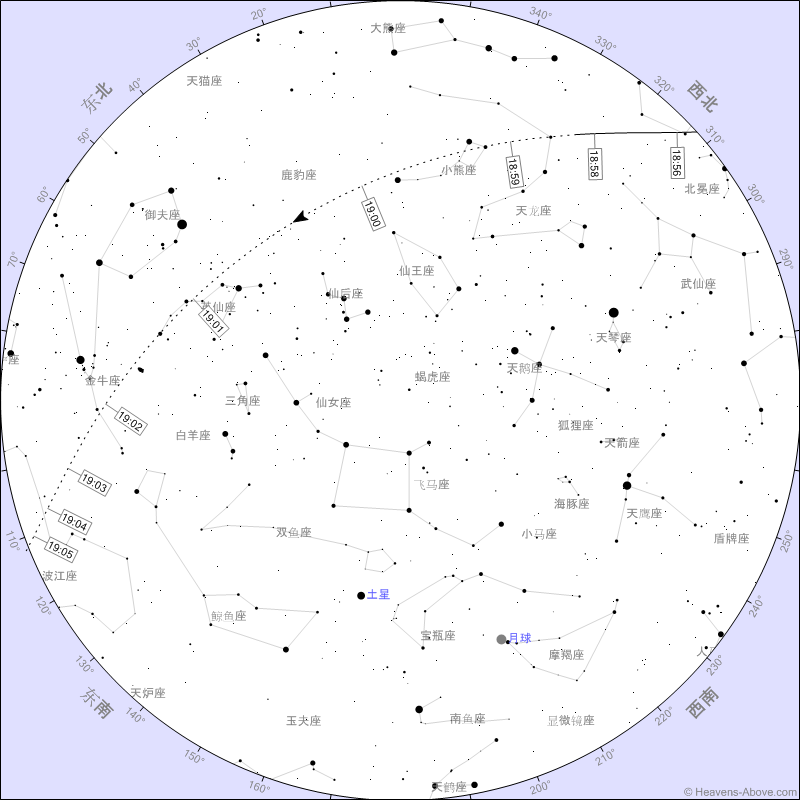 大熊座
340°
20°
330°
30°
天猫座
320°
东北
西北
40°
310°
50°
18:59
18:58
18:56
小熊座
鹿豹座
北冕座
300°
60°
天龙座
19:00
御夫座
290°
70°
仙王座
武仙座
仙后座
英仙座
19:01
天琴座
座
天鹅座
金牛座
蝎虎座
三角座
仙女座
19:02
狐狸座
白羊座
天箭座
19:03
飞马座
海豚座
天鹰座
19:04
双鱼座
小马座
盾牌座
250°
110°
19:05
波江座
土星
240°
120°
鲸鱼座
宝瓶座
月球
摩羯座
人
230°
130°
天炉座
东南
西南
140°
玉夫座
南鱼座
显微镜座
220°
150°
210°
160°
天鹤座
200°
© Heavens-Above.com